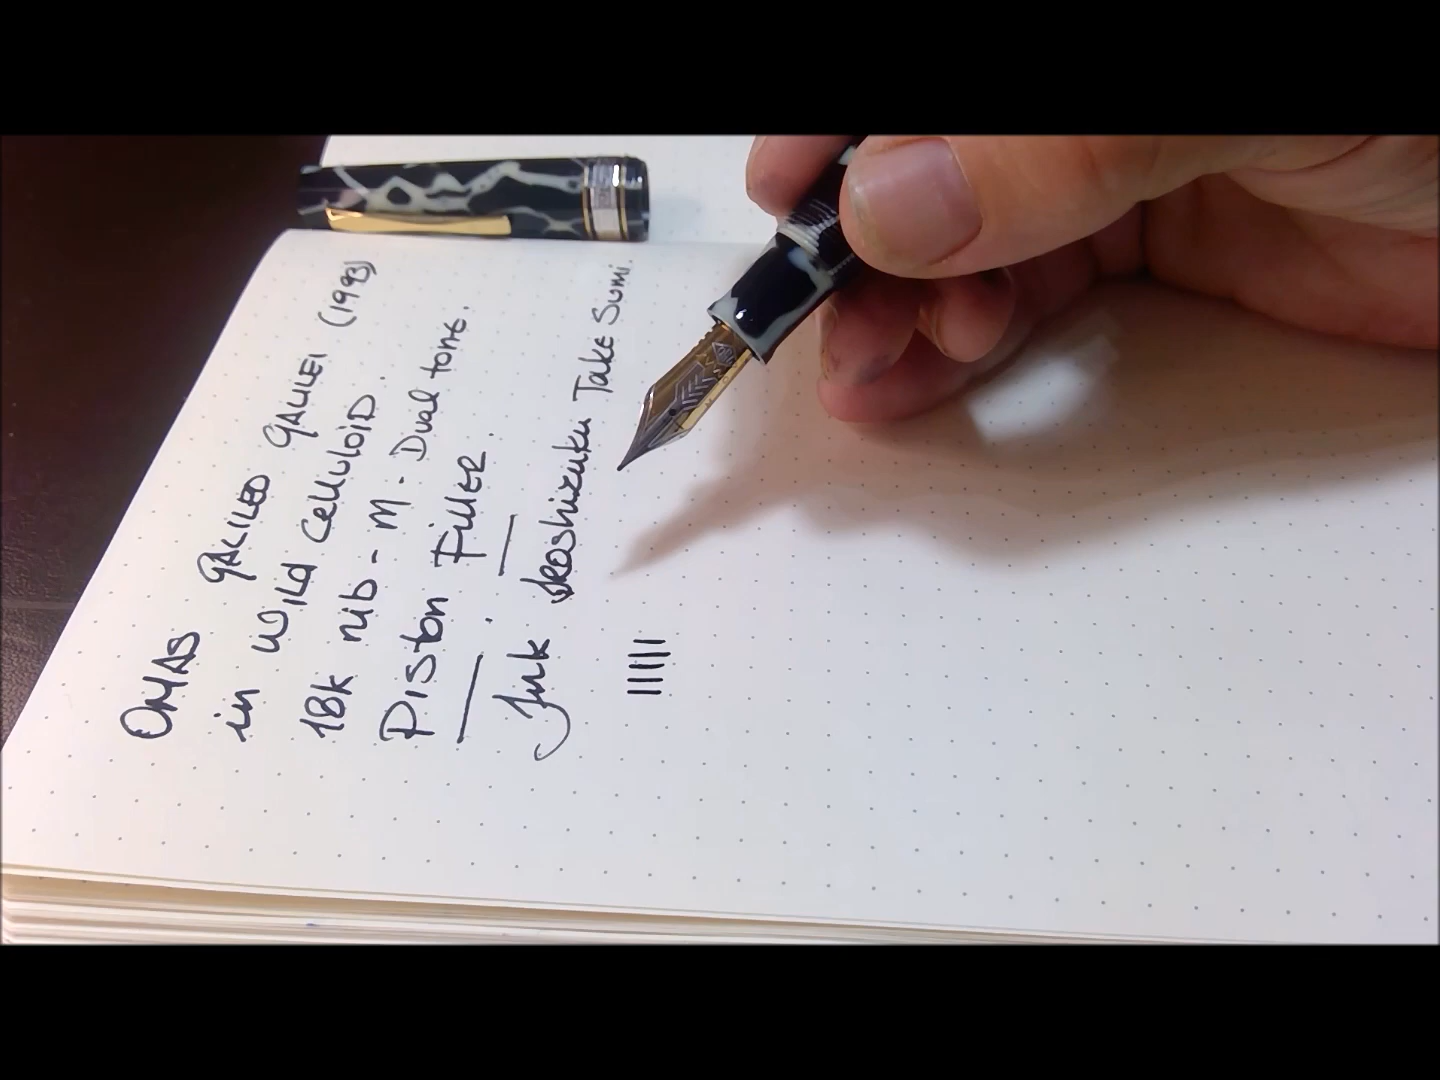 OMAS GALILEO GALILEI (1993)
in WILD CELLULOID.
18k nib - M - Dual tone.
Piston Filler.
Ink Iroshizuku Take Sumi.